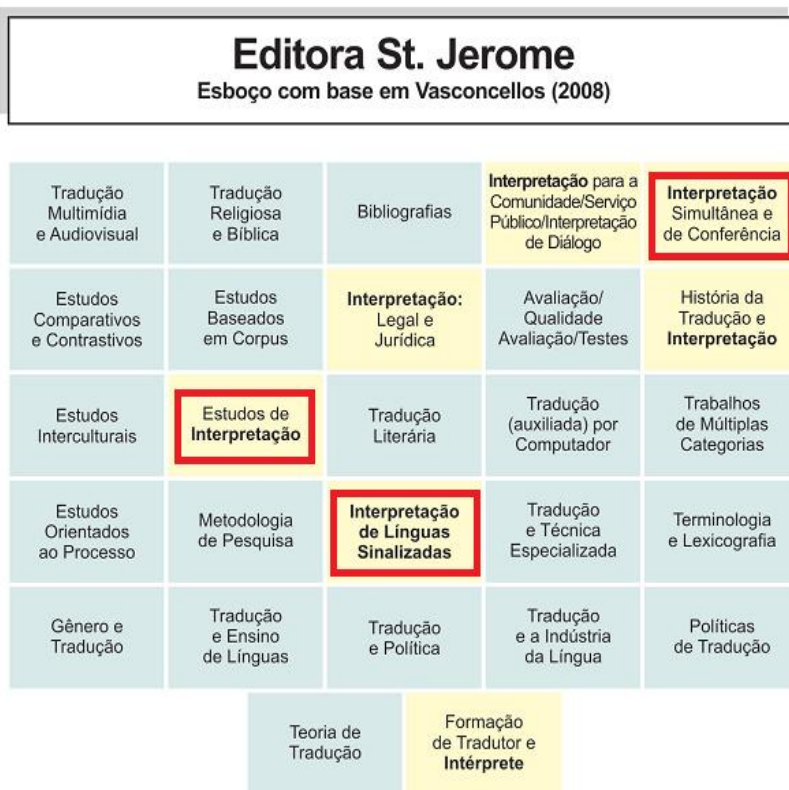 Editora St. Jerome
Esboço com base em Vasconcellos (2008)
Tradução
Multimídia
e Audiovisual
Tradução
Religiosa
e Bíblica
Bibliografias
Interpretação para a
Comunidade/Serviço
Público/Interpretação
de Diálogo
Interpretação
Simultânea e
de Conferência
Estudos
Comparativos
e Contrastivos
Estudos
Baseados
em Corpus
Interpretação:
Legal e
Jurídica
Avaliação/
Qualidade
Avaliação/Testes
História da
Tradução e
Interpretação
Estudos
Interculturais
Estudos de
Interpretação
Tradução
Literária
Tradução
(auxiliada) por
Computador
Trabalhos
de Múltiplas
Categorias
Estudos
Orientados
ao Processo
Metodologia
de Pesquisa
Interpretação
de Línguas
Sinalizadas
Tradução
e Técnica
Especializada
Terminologia
e Lexicografia
Gênero e
Tradução
Tradução
e Ensino
de Línguas
Tradução
e Política
Tradução
e a Indústria
da Língua
Políticas
de Tradução
Teoria de
Tradução
Formação
de Tradutor e
Intérprete